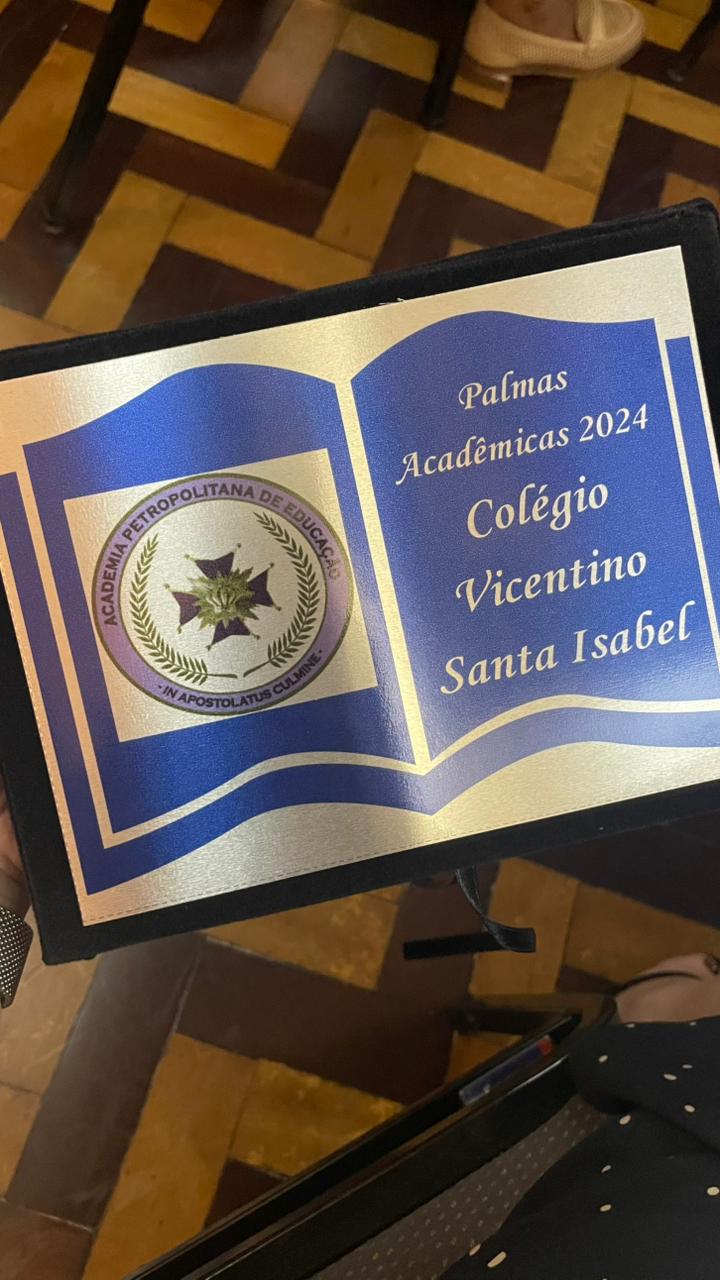 ACADEMIA PETROPOLITANA DE EDUCAÇÃO
- IN APOSTOLATUS CULMINE -
Palmas
Acadêmicas 2024
Colégio
Vicentino
Santa Isabel